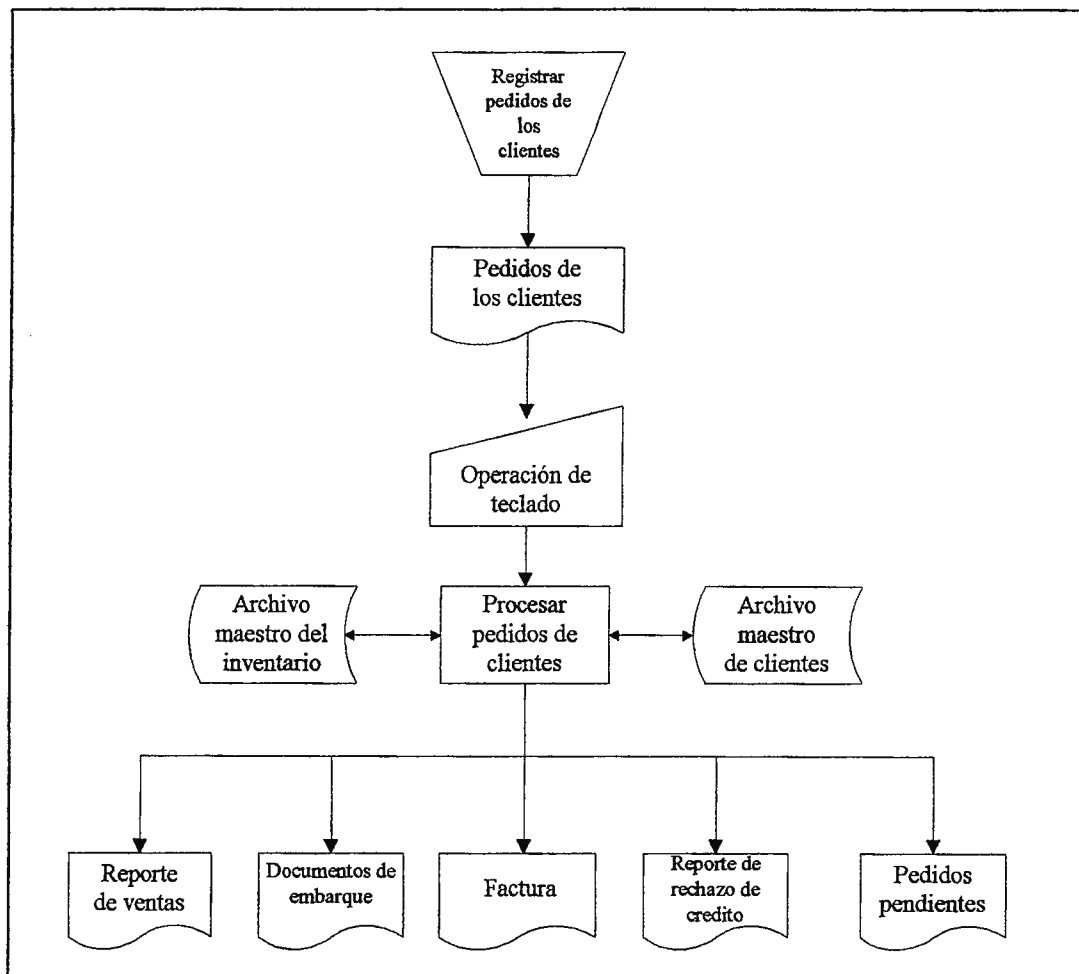 Registrar
pedidos de
los
clientes
Pedidos de
los clientes
Operación de
teclado
Archivo
maestro del
inventario
Procesar
pedidos de
clientes
Archivo
maestro
de clientes
Reporte
de ventas
Documentos de
embarque
Factura
Reporte de
rechazo de
credito
Pedidos
pendientes